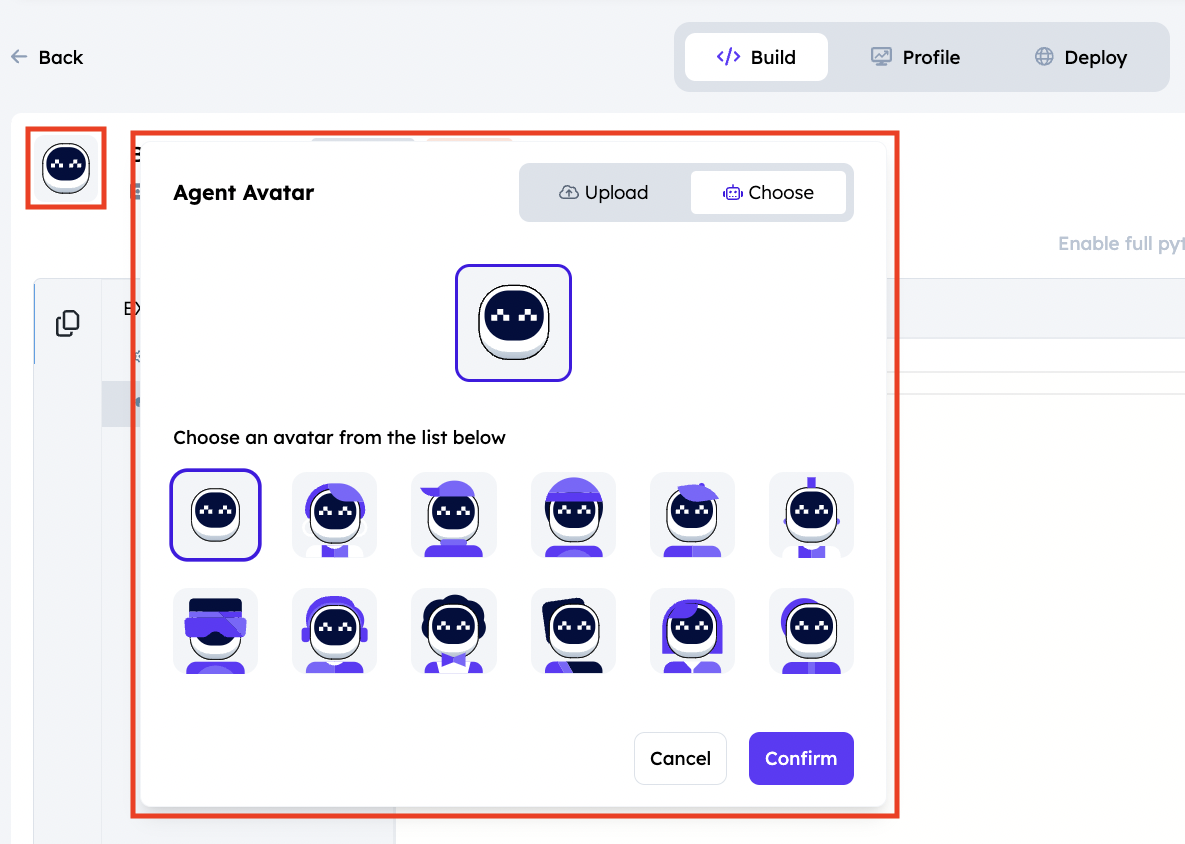 Back
Build
Profile
Deploy
Agent Avatar
Upload
Choose
Enable full pyt
Choose an avatar from the list below
Cancel
Confirm